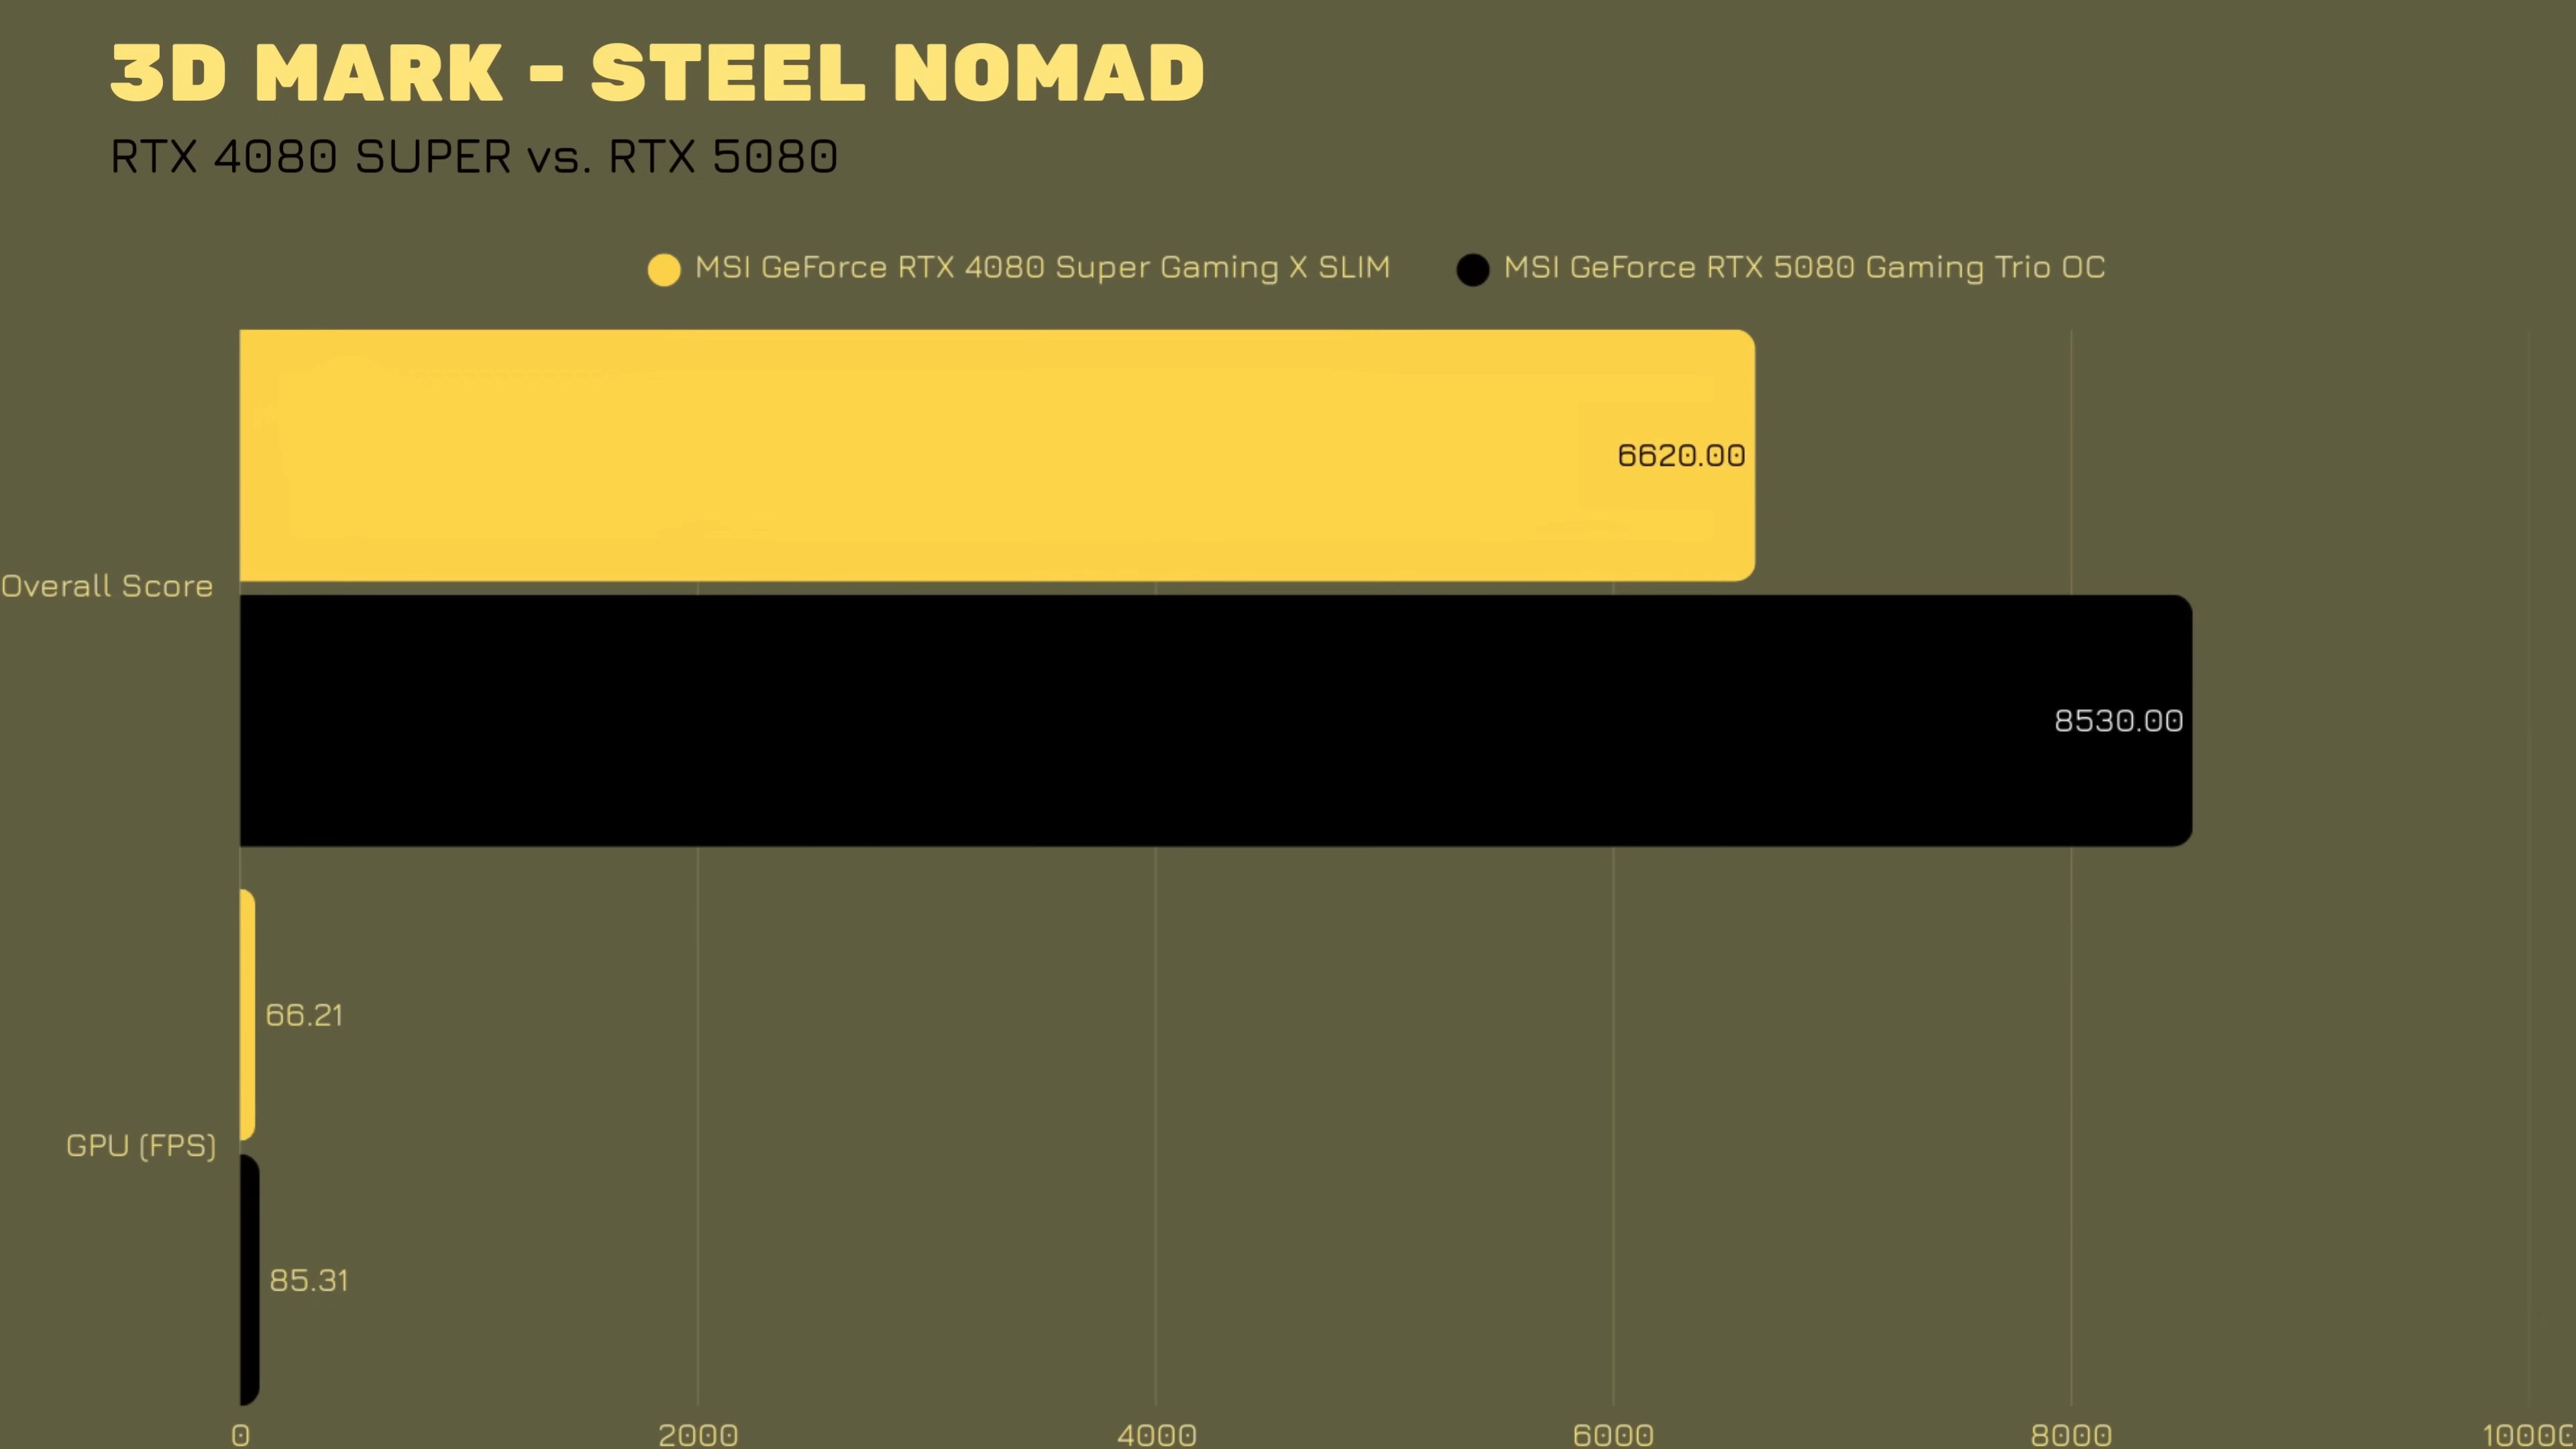 3D MARK - STEEL NOMAD
RTX 4080 SUPER vs. RTX 5080
MSI GeForce RTX 4080 Super Gaming X SLIM
MSI GeForce RTX 5080 Gaming Trio OC
6620.00
Overall Score
8530.00
66.21
GPU (FPS)
85.31
0 2000 4000 6000 8000 10000